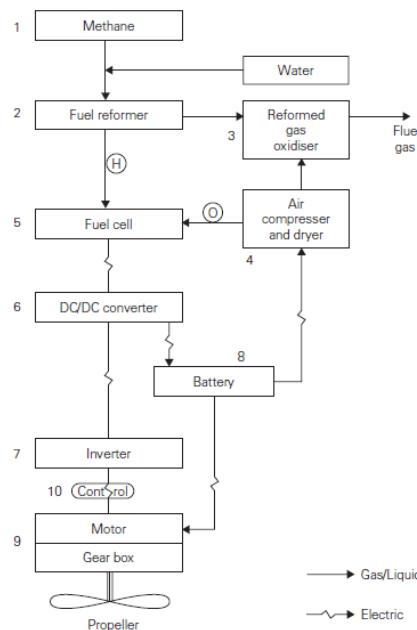 1 Methane
Water
2 Fuel reformer
3 Reformed
gas
oxidiser
Flue
gas
H
5 Fuel cell
O
Air
compresser
and dryer
4
6 DC/DC converter
8
Battery
7 Inverter
10 Control
9 Motor
Gear box
Gas/Liquid
Propeller
Electric